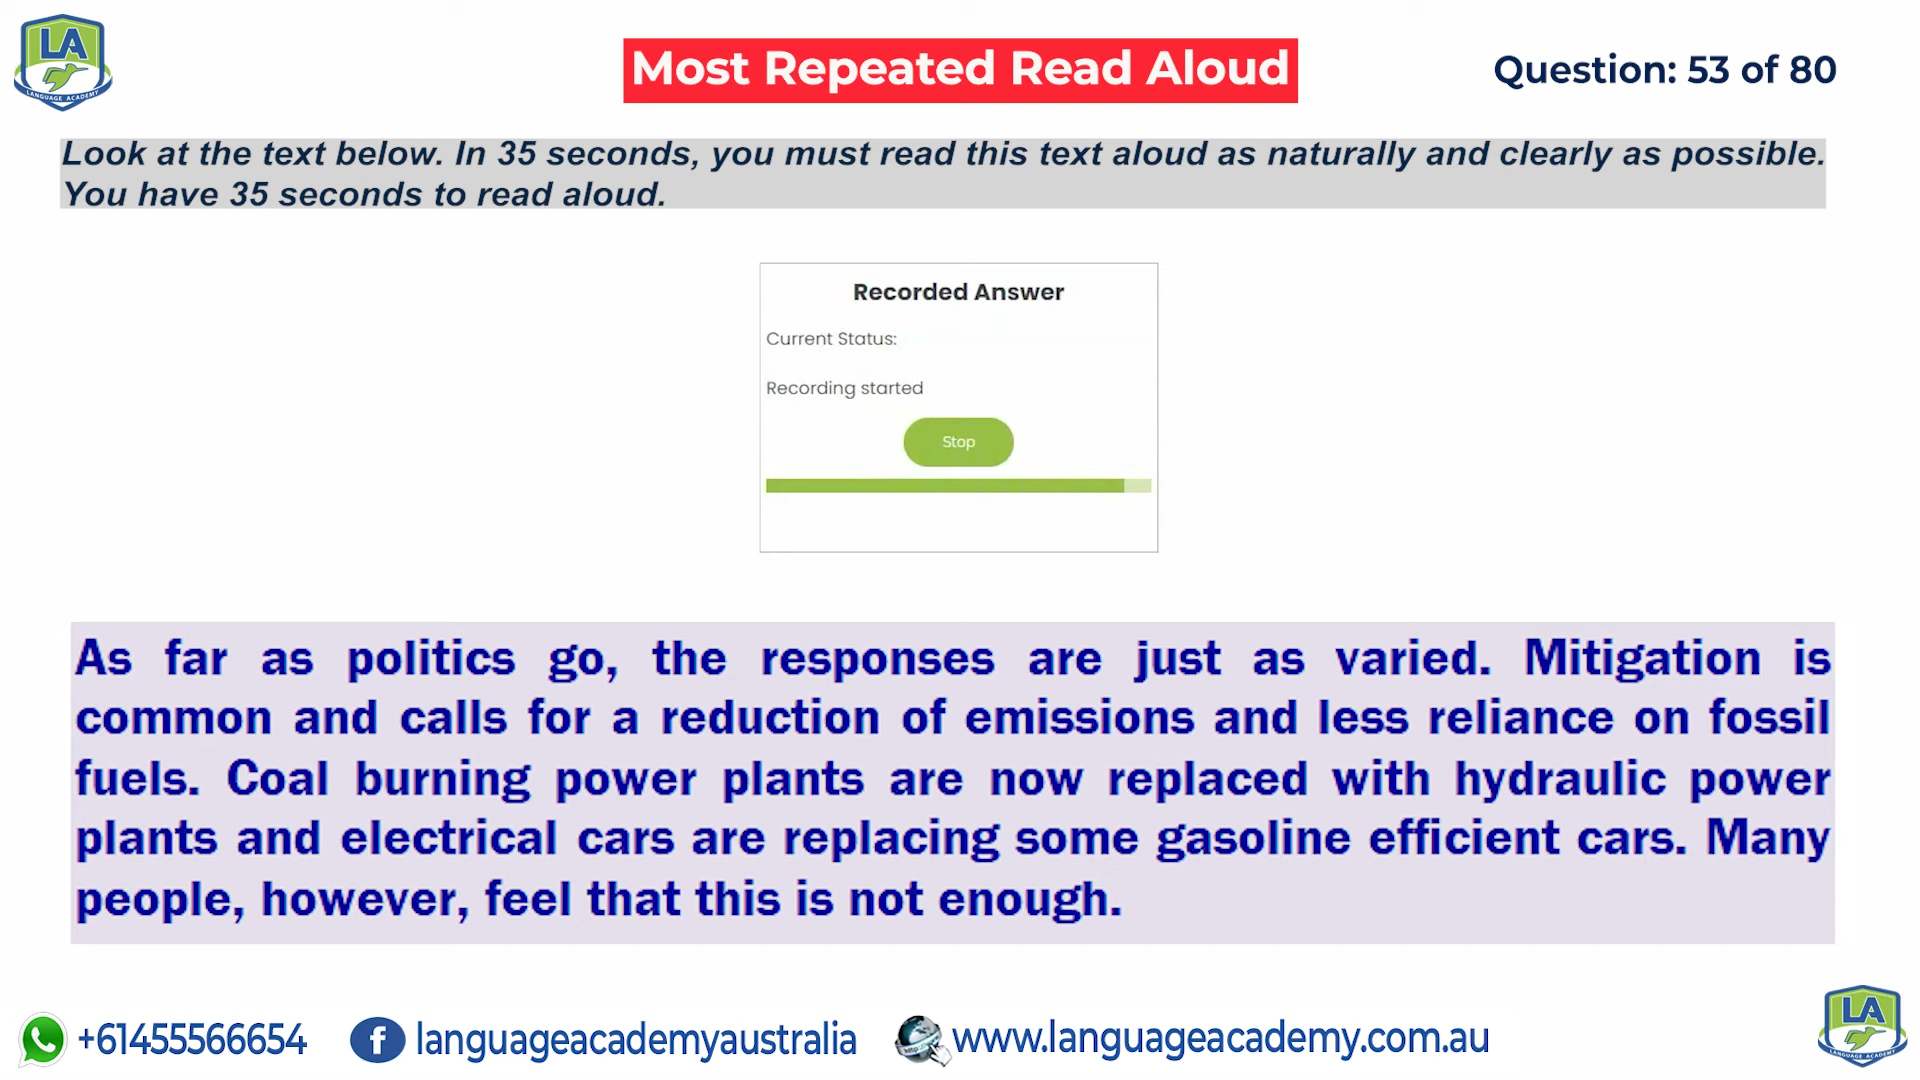 LA
LANGUAGE ACADEMY
Most Repeated Read Aloud
Question: 53 of 80
Look at the text below. In 35 seconds, you must read this text aloud as naturally and clearly as possible.
You have 35 seconds to read aloud.
Recorded Answer
Current Status:
Recording started
Stop
As far as politics go, the responses are just as varied. Mitigation is
common and calls for a reduction of emissions and less reliance on fossil
fuels. Coal burning power plants are now replaced with hydraulic power
plants and electrical cars are replacing some gasoline efficient cars. Many
people, however, feel that this is not enough.
+61455566654
f languageacademyaustralia
www.languageacademy.com.au
LA
LANGUAGE ACADEMY